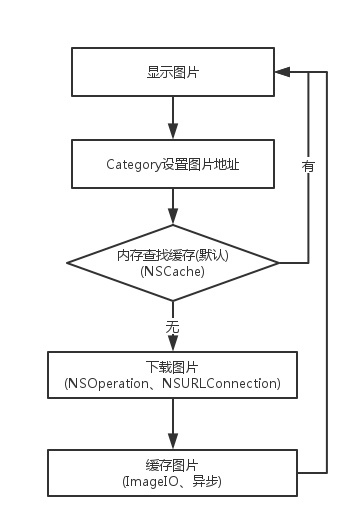 显示图片
Category设置图片地址
有
内存查找缓存(默认)
(NSCache)
无
下载图片
(NSOperation、NSURLConnection)
缓存图片
(ImageIO、异步)